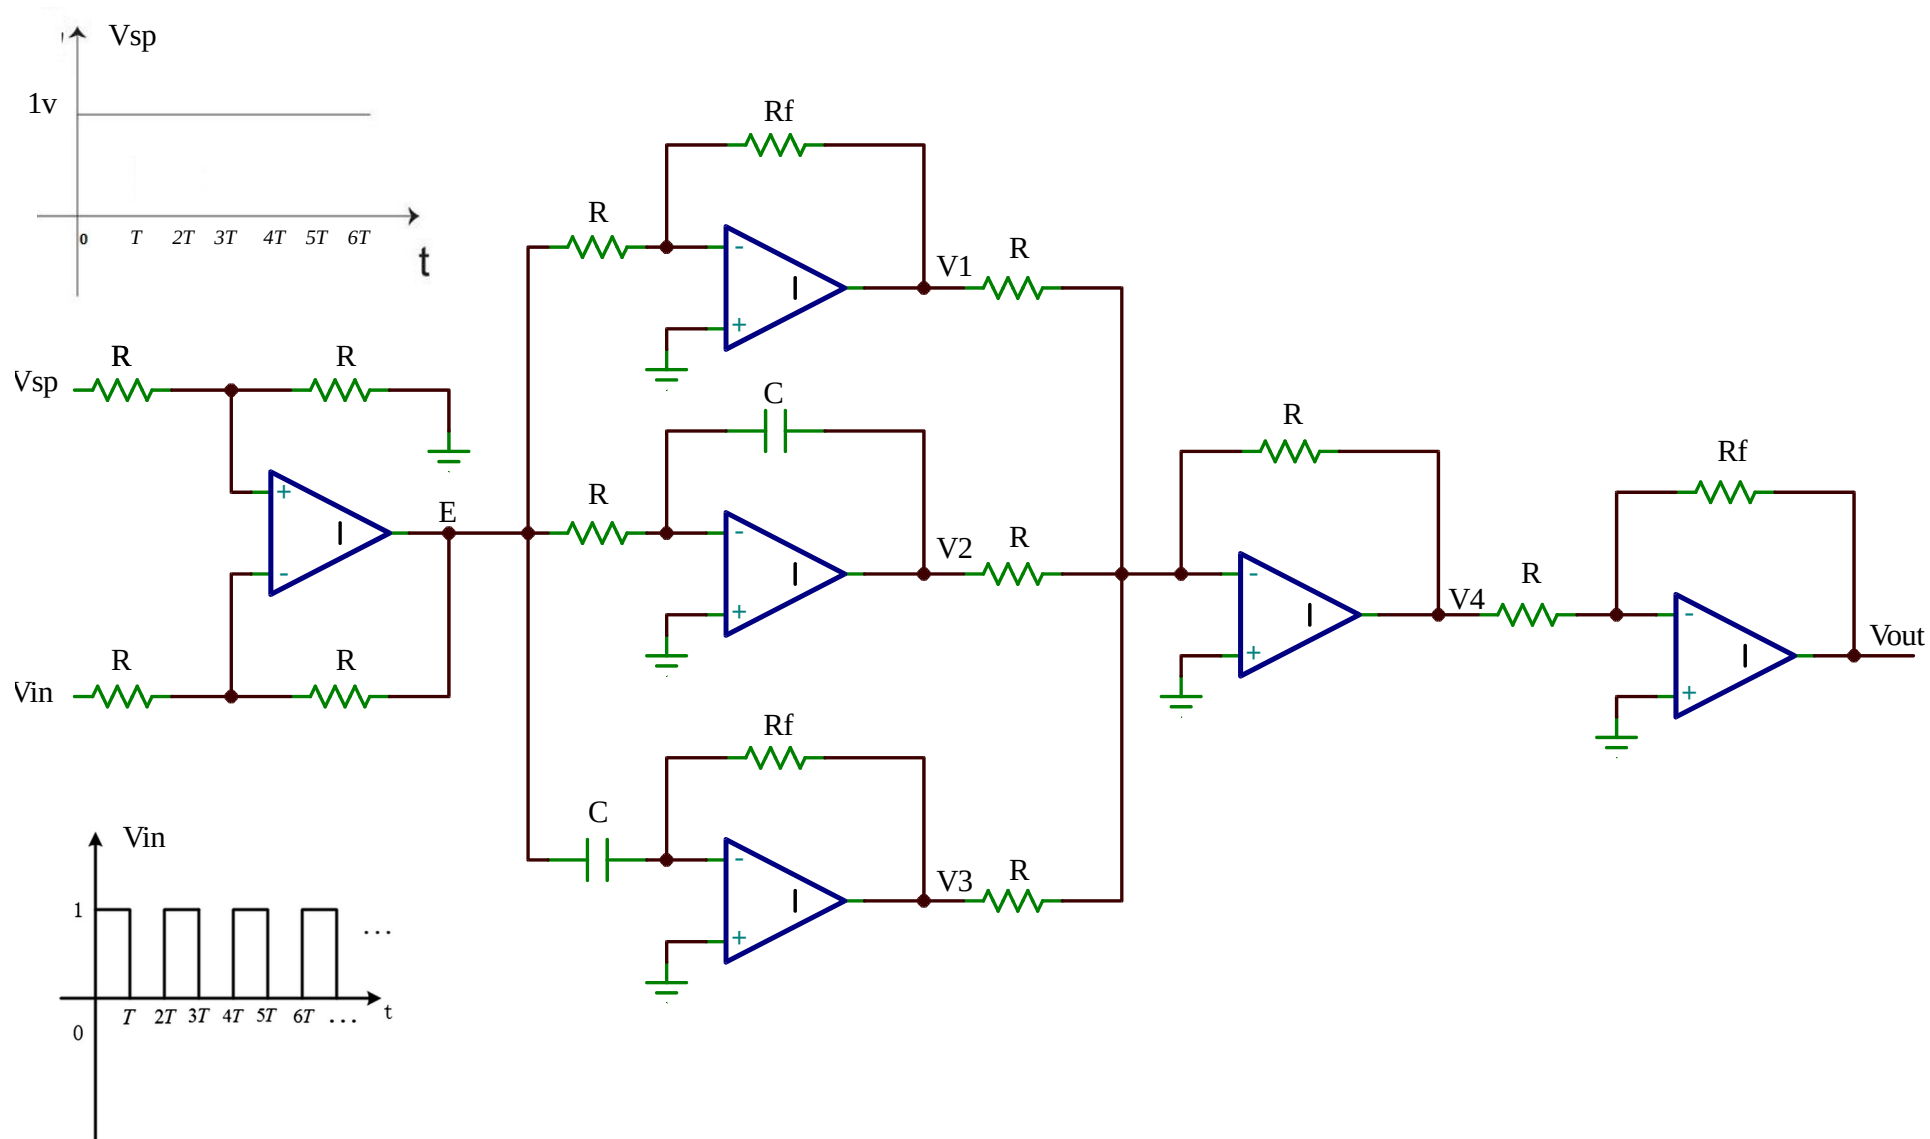 Vsp
1v
0 T 2T 3T 4T 5T 6T
t
Rf
R
-
+
V1 R
Vsp R R
+
-
E
C
R
-
+
V2 R
Vin R R
Rf
C
-
+
V3 R
R
-
+
V4 R
Rf
-
+
Vout
Vin
1
...
T 2T 3T 4T 5T 6T ... t
0